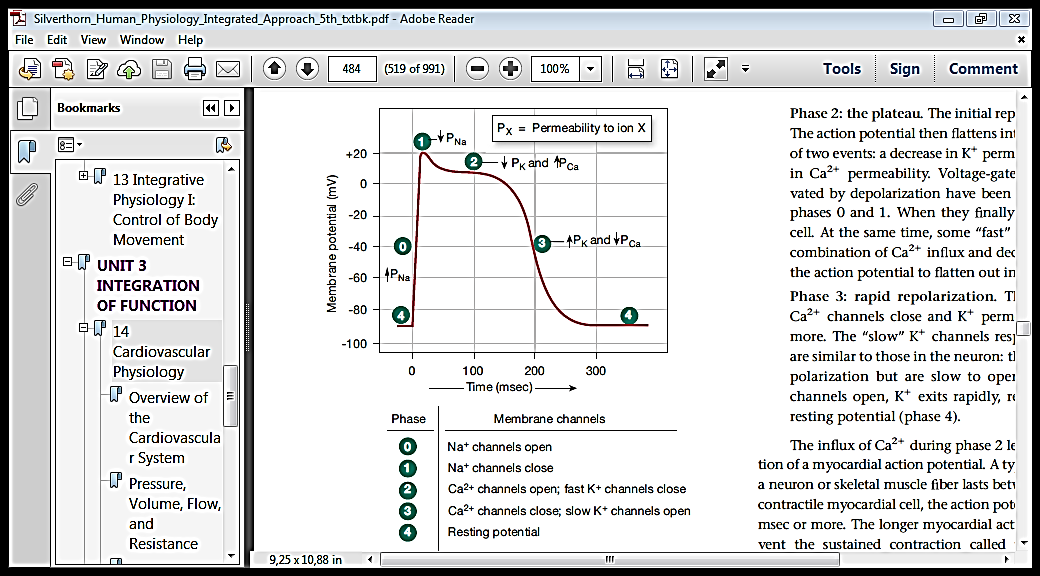 Silverthorn_Human_Physiology_Integrated_Approach_5th_txtbk.pdf - Adobe Reader
File Edit View Window Help
484 (519 of 991) 100% Tools Sign Comment
Bookmarks
13 Integrative
Physiology I:
Control of Body
Movement
UNIT 3
INTEGRATION
OF FUNCTION
14
Cardiovascular
Physiology
Overview of
the
Cardiovascula
r System
Pressure,
Volume, Flow,
and
Resistance
PX = Permeability to ion X
Membrane potential (mV)
+20
0
-20
-40
-60
-80
-100
1 ↓PNa
2 ↓PK and ↑PCa
0
↑PNa
3 ↑PK and ↓PCa
4
4
0 100 200 300
Time (msec)
Phase Membrane channels
0 Na+ channels open
1 Na+ channels close
2 Ca2+ channels open; fast K+ channels close
3 Ca2+ channels close; slow K+ channels open
4 Resting potential
Phase 2: the plateau. The initial rep
The action potential then flattens int
of two events: a decrease in K+ perm
in Ca2+ permeability. Voltage-gate
vated by depolarization have been
phases 0 and 1. When they finally
cell. At the same time, some “fast”
combination of Ca2+ influx and dec
the action potential to flatten out in
Phase 3: rapid repolarization. T
Ca2+ channels close and K+ perm
more. The “slow” K+ channels resp
are similar to those in the neuron: th
polarization but are slow to oper
channels open, K+ exits rapidly, re
resting potential (phase 4).
The influx of Ca2+ during phase 2 le
tion of a myocardial action potential. A ty
a neuron or skeletal muscle fiber lasts betw
contractile myocardial cell, the action pote
msec or more. The longer myocardial act
vent the sustained contraction called
9,25 x 10,88 in